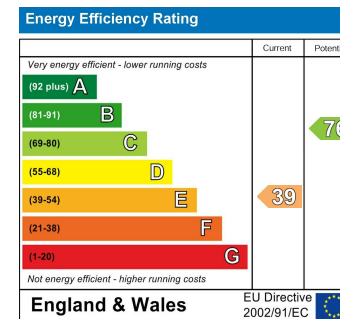 Energy Efficiency Rating
Current
Very energy efficient - lower running costs
(92 plus) A
(81-91) B
(69-80) C
(55-68) D
(39-54) E
39
(21-38) F
(1-20) G
Not energy efficient - higher running costs
England & Wales
EU Directive
2002/91/EC